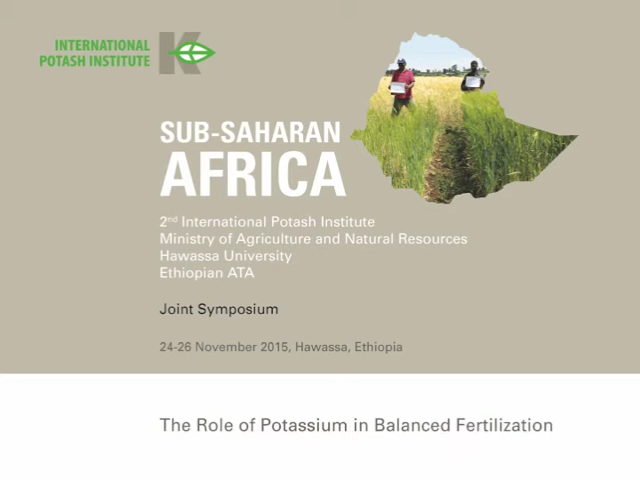 INTERNATIONAL
POTASH INSTITUTE
K
SUB-SAHARAN
AFRICA
2nd International Potash Institute
Ministry of Agriculture and Natural Resources
Hawassa University
Ethiopian ATA
Joint Symposium
24-26 November 2015, Hawassa, Ethiopia
The Role of Potassium in Balanced Fertilization